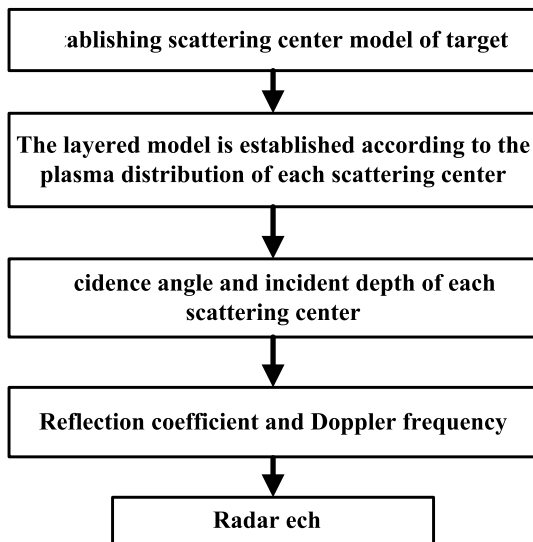 tablishing scattering center model of target
The layered model is established according to the
plasma distribution of each scattering center
cidence angle and incident depth of each
scattering center
Reflection coefficient and Doppler frequency
Radar ech